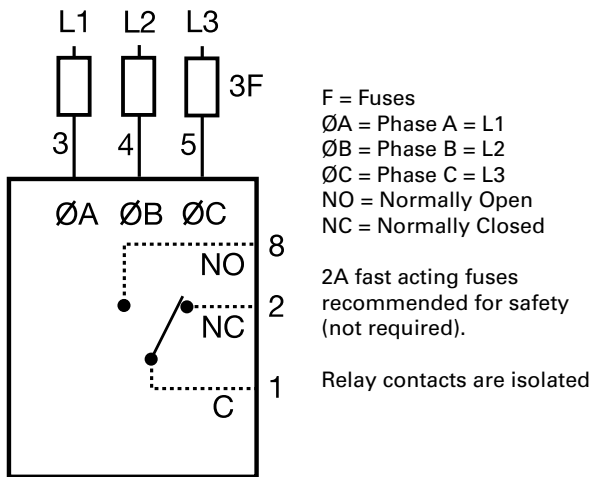 L1 L2 L3
3F
3 4 5
ØA ØB ØC
8
NO
2
NC
1
C
F = Fuses
ØA = Phase A = L1
ØB = Phase B = L2
ØC = Phase C = L3
NO = Normally Open
NC = Normally Closed
2A fast acting fuses
recommended for safety
(not required).
Relay contacts are isolated